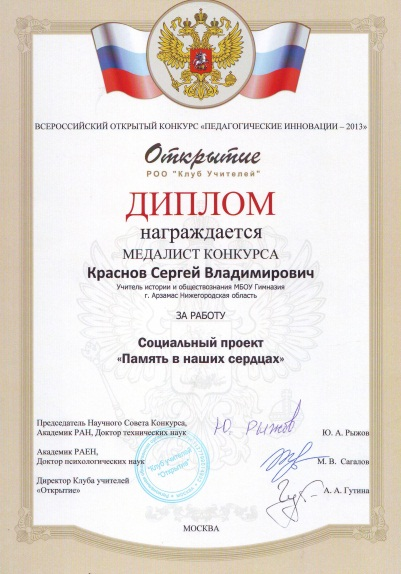 ВСЕРОССИЙСКИЙ ОТКРЫТЫЙ КОНКУРС «ПЕДАГОГИЧЕСКИЕ ИННОВАЦИИ – 2013»
Открытие
РОО "Клуб Учителей"
ДИПЛОМ
награждается
МЕДАЛИСТ КОНКУРСА
Краснов Сергей Владимирович
Учитель истории и обществознания МБОУ Гимназия
г. Арзамас Нижегородская область
ЗА РАБОТУ
Социальный проект
«Память в наших сердцах»
Председатель Научного Совета Конкурса,
Академик РАН, Доктор технических наук
Ю. Рыжов
Ю. А. Рыжов
Академик РАЕН,
Доктор психологических наук
М. В. Сагалов
Директор Клуба учителей
«Открытие»
А. А. Гутина
"Клуб учителей
"Открытие"
МОСКВА